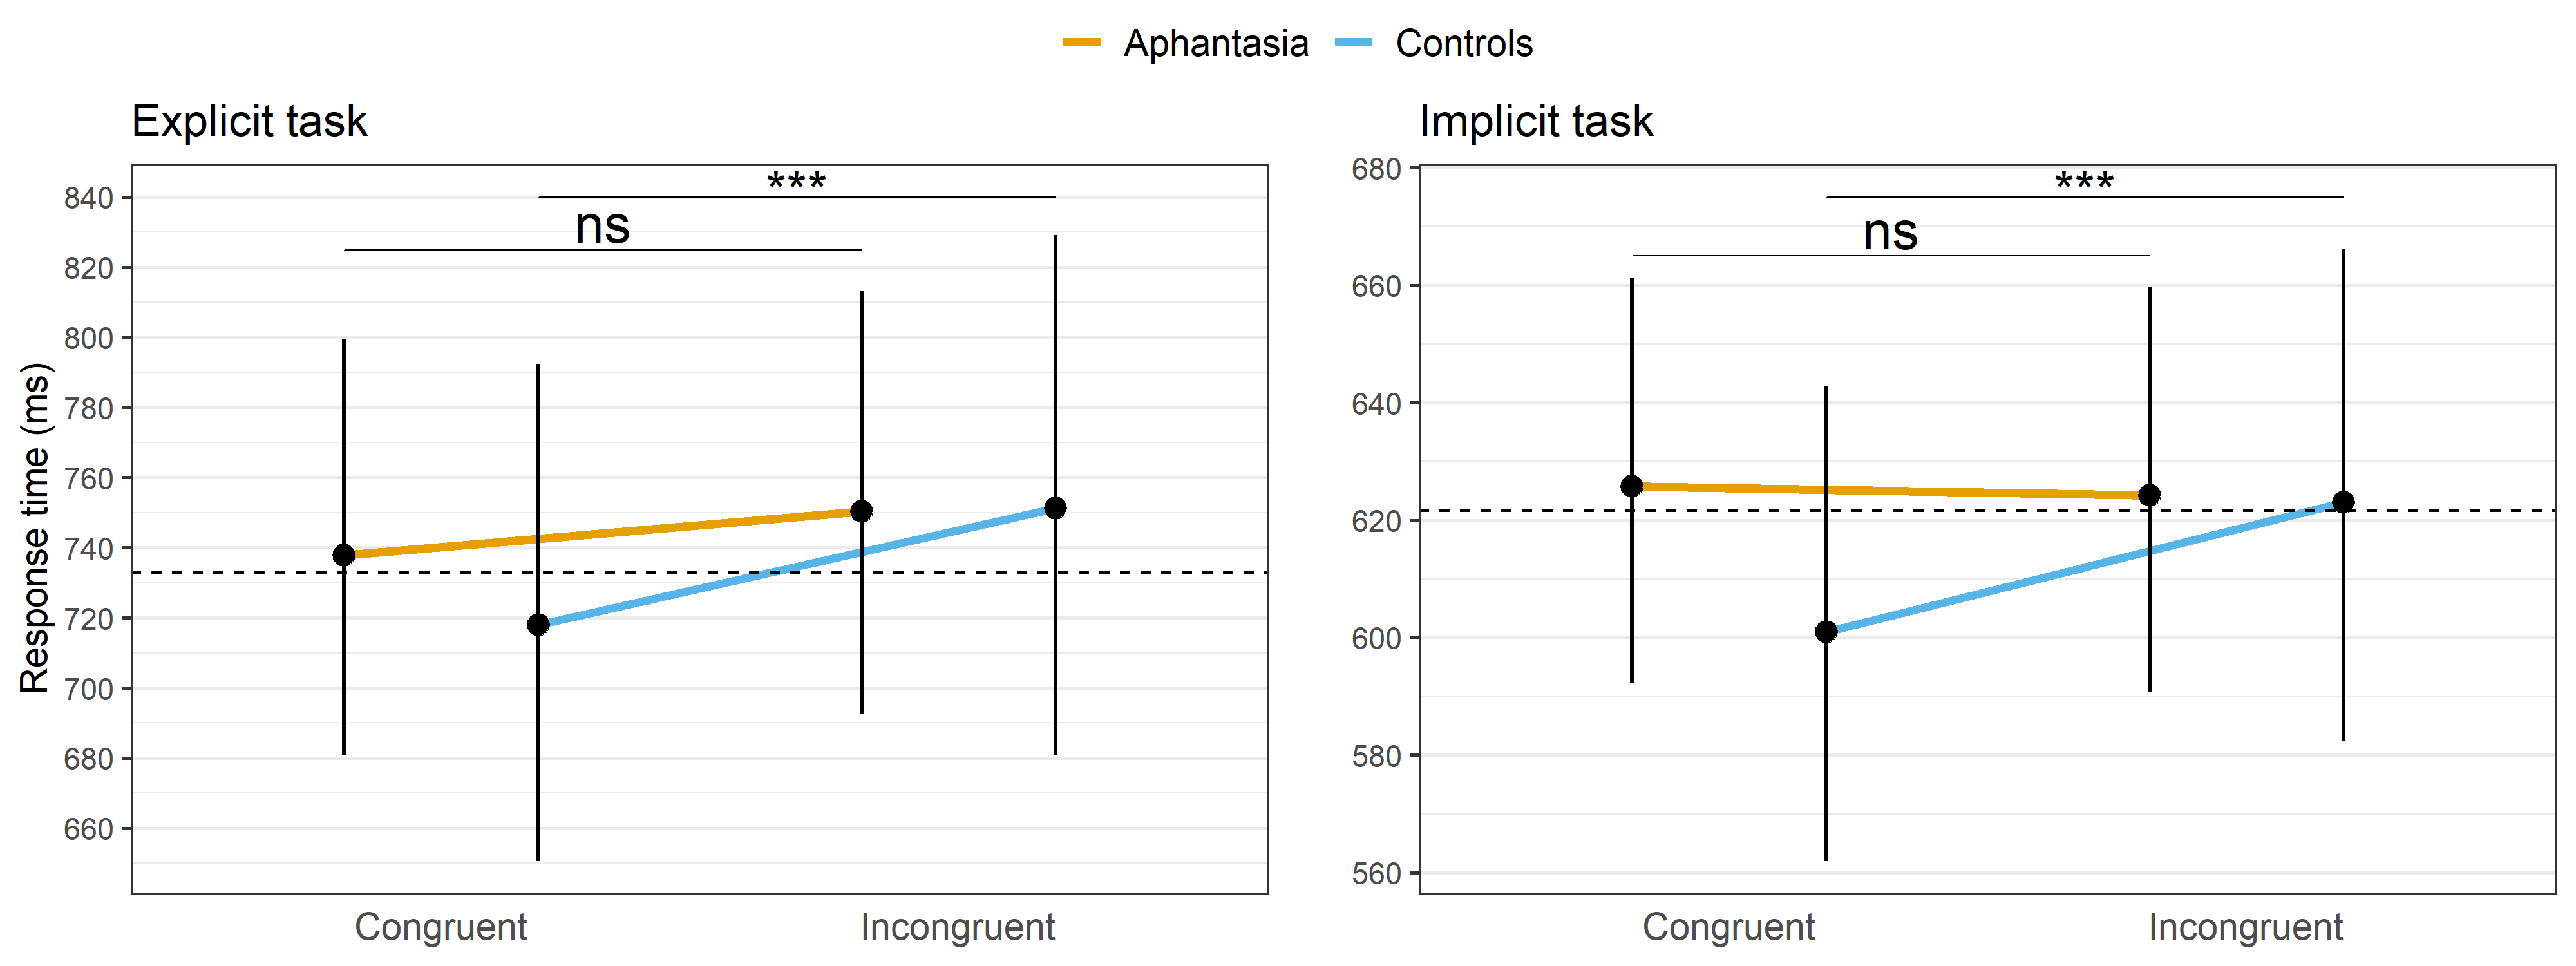 Aphantasia Controls
Explicit task
Implicit task
Response time (ms)
840
820
800
780
760
740
720
700
680
660
***
ns
Congruent
Incongruent
680
660
640
620
600
580
560
***
ns
Congruent
Incongruent